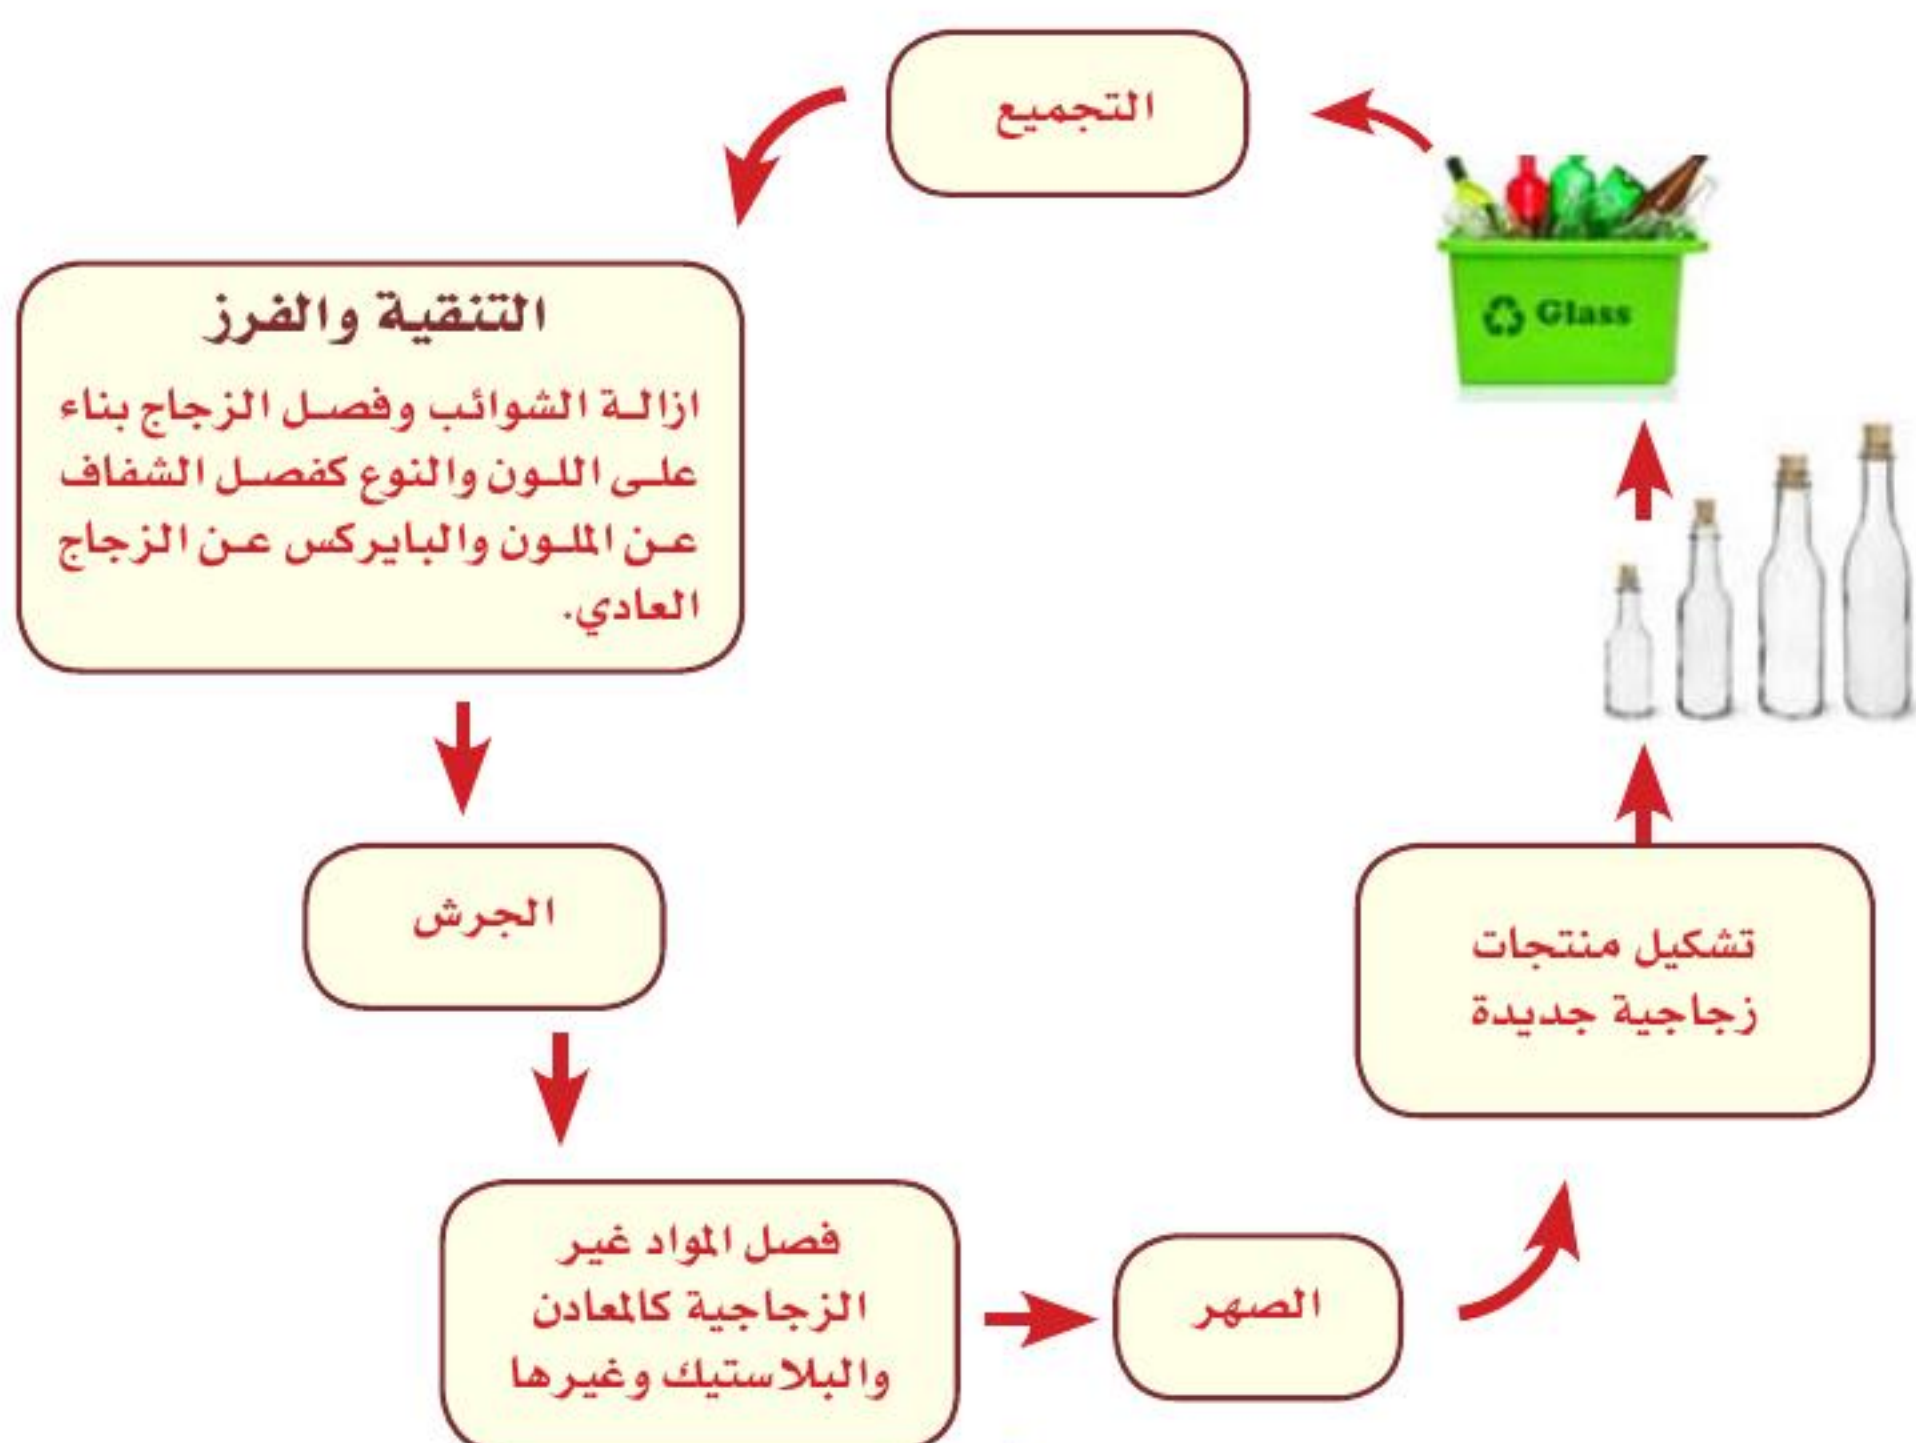 التجميع
Glass
التنقية والفرز
ازالة الشوائب وفصل الزجاج بناء
على اللون والنوع كفصل الشفاف
عن الملون والبايركس عن الزجاج
العادي.
الجرش
فصل المواد غير
الزجاجية كالمعادن
والبلاستيك وغيرها
الصهر
تشكيل منتجات
زجاجية جديدة